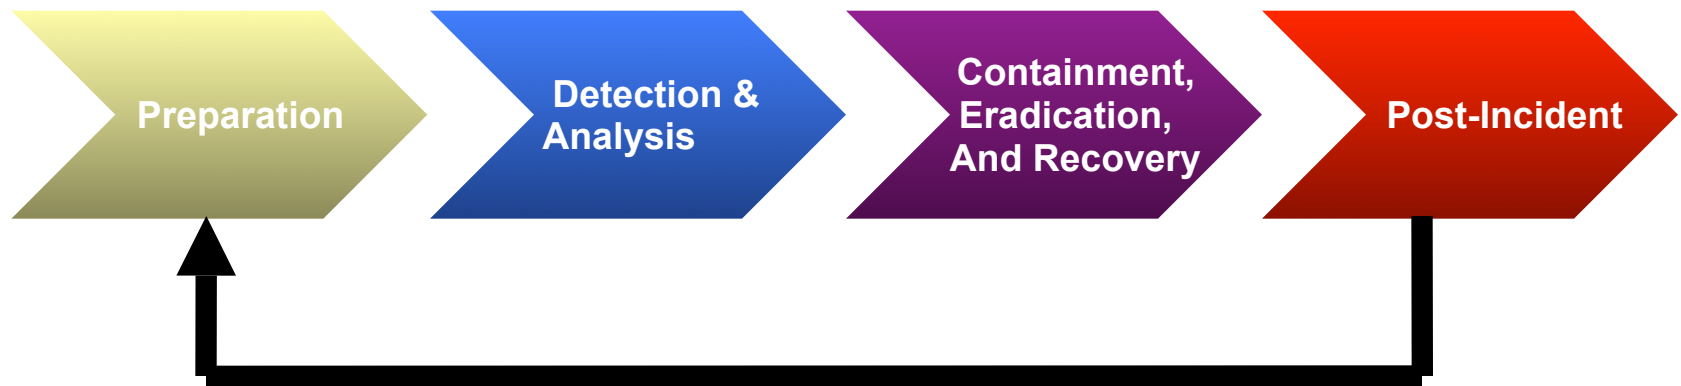 Preparation
Detection &
Analysis
Containment,
Eradication,
And Recovery
Post-Incident